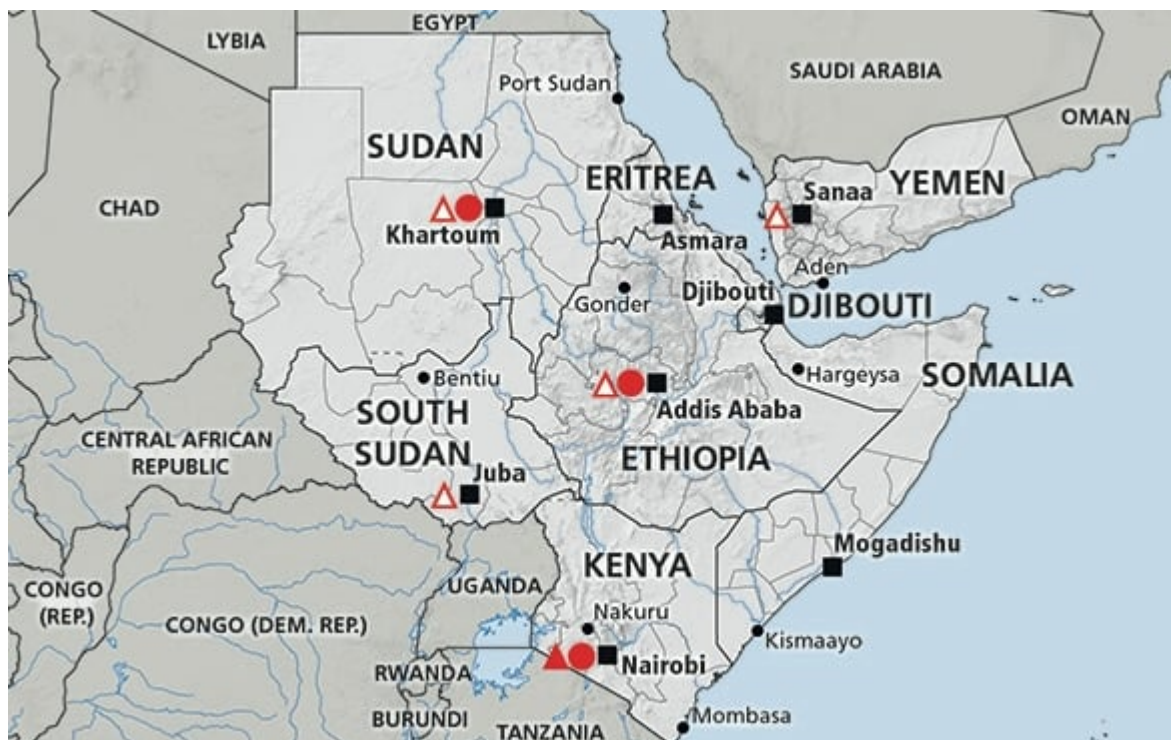 EGYPT
LYBIA
SAUDI ARABIA
Port Sudan
OMAN
SUDAN
ERITREA
YEMEN
Sanaa
CHAD
Khartoum
Asmara
Aden
Gonder
Djibouti
DJIBOUTI
Bentiu
Hargeysa
SOMALIA
Addis Ababa
SOUTH
SUDAN
CENTRAL AFRICAN
REPUBLIC
ETHIOPIA
Juba
Mogadishu
KENYA
UGANDA
CONGO
(REP.)
CONGO (DEM. REP.)
Nakuru
Kismaayo
Nairobi
RWANDA
BURUNDI
Mombasa
TANZANIA